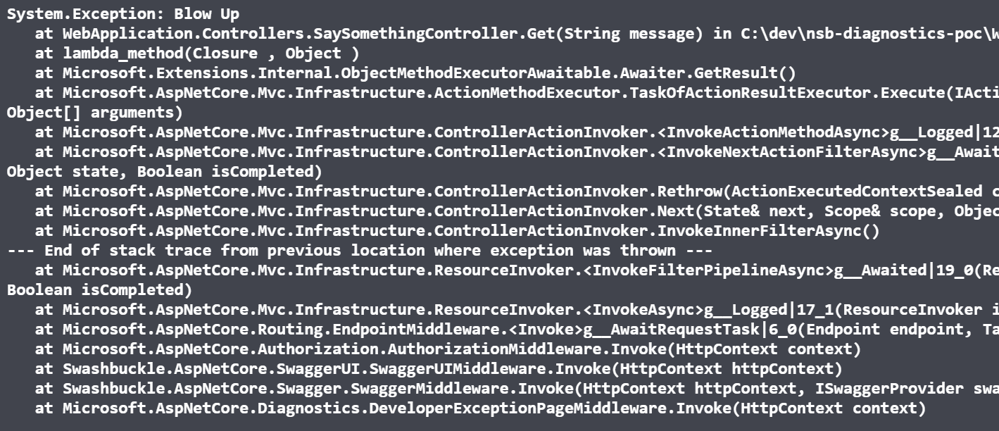 System.Exception: Blow Up
   at WebApplication.Controllers.SaySomethingController.Get(String message) in C:\dev\nsb-diagnostics-poc\W
   at lambda_method(Closure , Object )
   at Microsoft.Extensions.Internal.ObjectMethodExecutorAwaitable.Awaiter.GetResult()
   at Microsoft.AspNetCore.Mvc.Infrastructure.ActionMethodExecutor.TaskOfActionResultExecutor.Execute(IActi
Object[] arguments)
   at Microsoft.AspNetCore.Mvc.Infrastructure.ControllerActionInvoker.<InvokeActionMethodAsync>g__Logged|12
   at Microsoft.AspNetCore.Mvc.Infrastructure.ControllerActionInvoker.<InvokeNextActionFilterAsync>g__Await
Object state, Boolean isCompleted)
   at Microsoft.AspNetCore.Mvc.Infrastructure.ControllerActionInvoker.Rethrow(ActionExecutedContextSealed c
   at Microsoft.AspNetCore.Mvc.Infrastructure.ControllerActionInvoker.Next(State& next, Scope& scope, Objec
   at Microsoft.AspNetCore.Mvc.Infrastructure.ControllerActionInvoker.InvokeInnerFilterAsync()
--- End of stack trace from previous location where exception was thrown ---
   at Microsoft.AspNetCore.Mvc.Infrastructure.ResourceInvoker.<InvokeFilterPipelineAsync>g__Awaited|19_0(Re
Boolean isCompleted)
   at Microsoft.AspNetCore.Mvc.Infrastructure.ResourceInvoker.<InvokeAsync>g__Logged|17_1(ResourceInvoker i
   at Microsoft.AspNetCore.Routing.EndpointMiddleware.<Invoke>g__AwaitRequestTask|6_0(Endpoint endpoint, Ta
   at Microsoft.AspNetCore.Authorization.AuthorizationMiddleware.Invoke(HttpContext context)
   at Swashbuckle.AspNetCore.SwaggerUI.SwaggerUIMiddleware.Invoke(HttpContext httpContext)
   at Swashbuckle.AspNetCore.Swagger.SwaggerMiddleware.Invoke(HttpContext httpContext, ISwaggerProvider swa
   at Microsoft.AspNetCore.Diagnostics.DeveloperExceptionPageMiddleware.Invoke(HttpContext context)